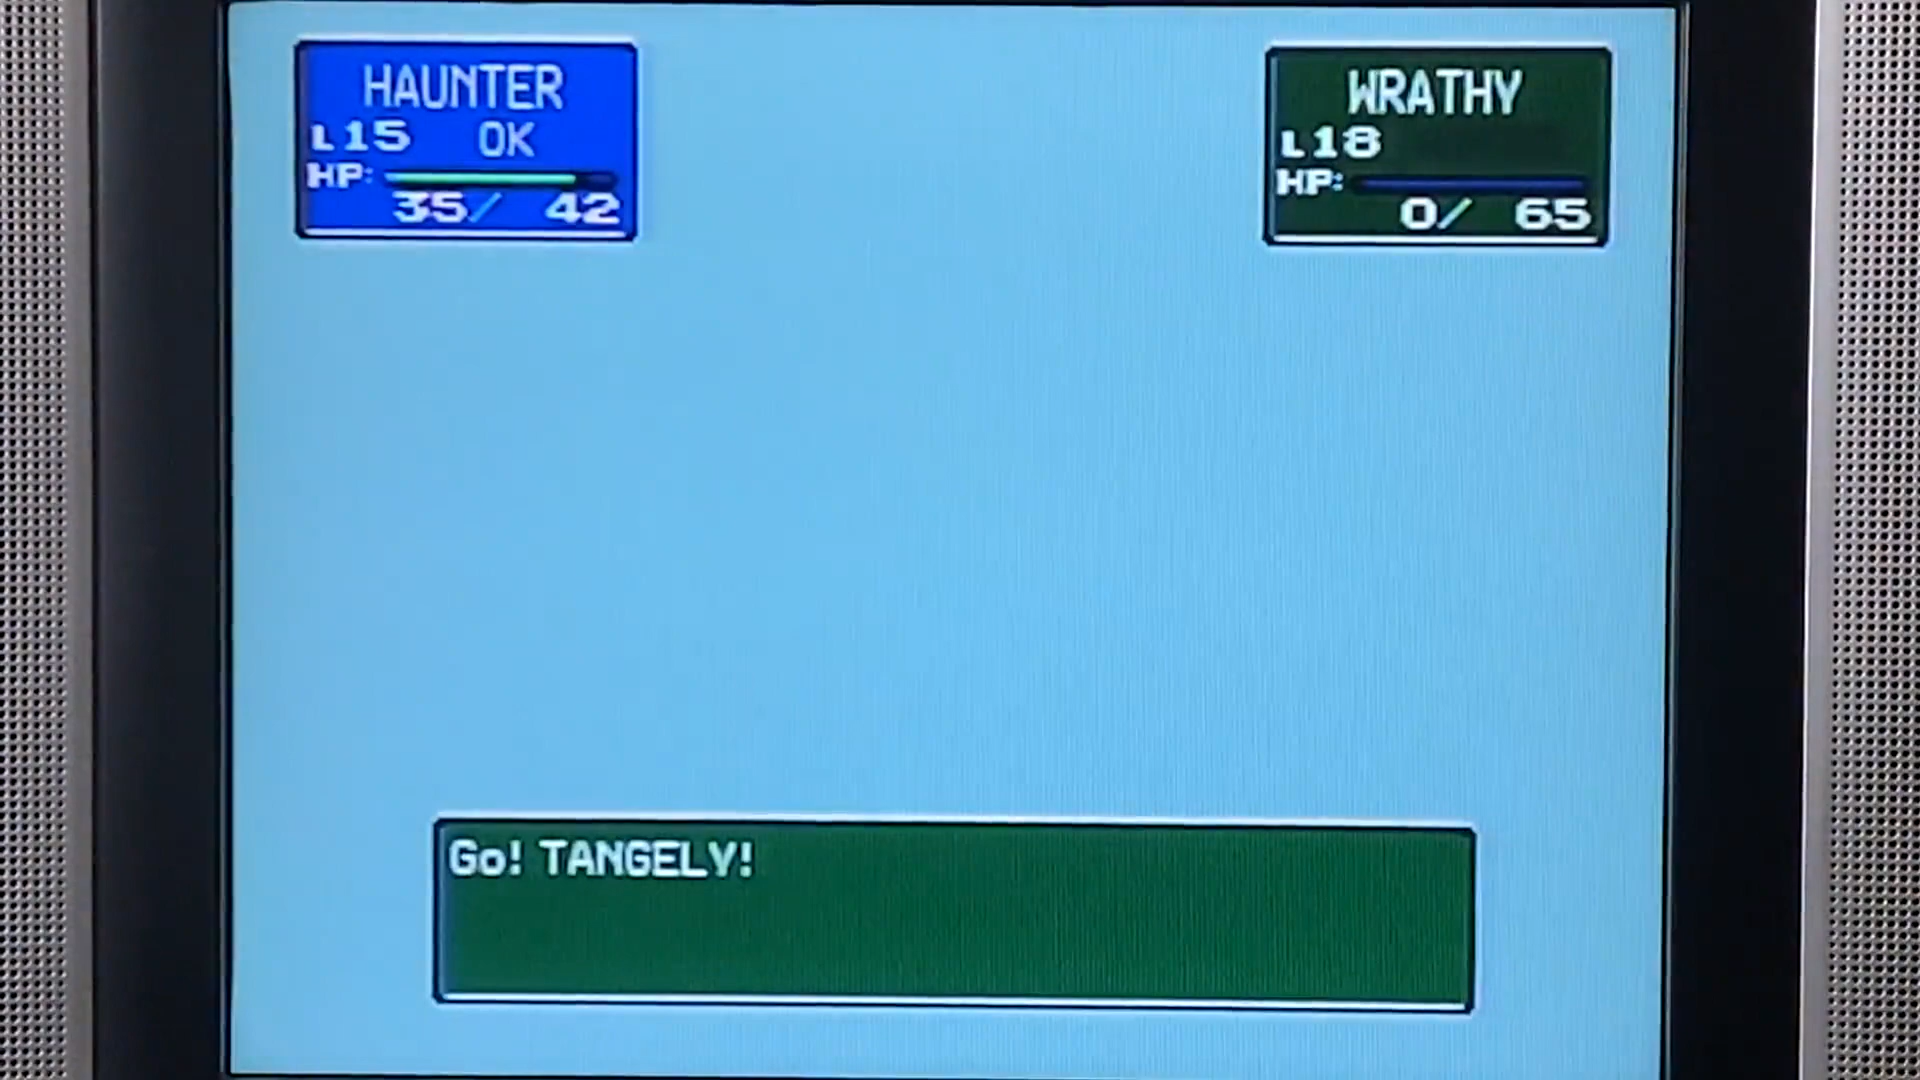 HAUNTER
L15 OK
HP:
35/ 42
WRATHY
L18
HP:
0/ 65
Go! TANGELY!